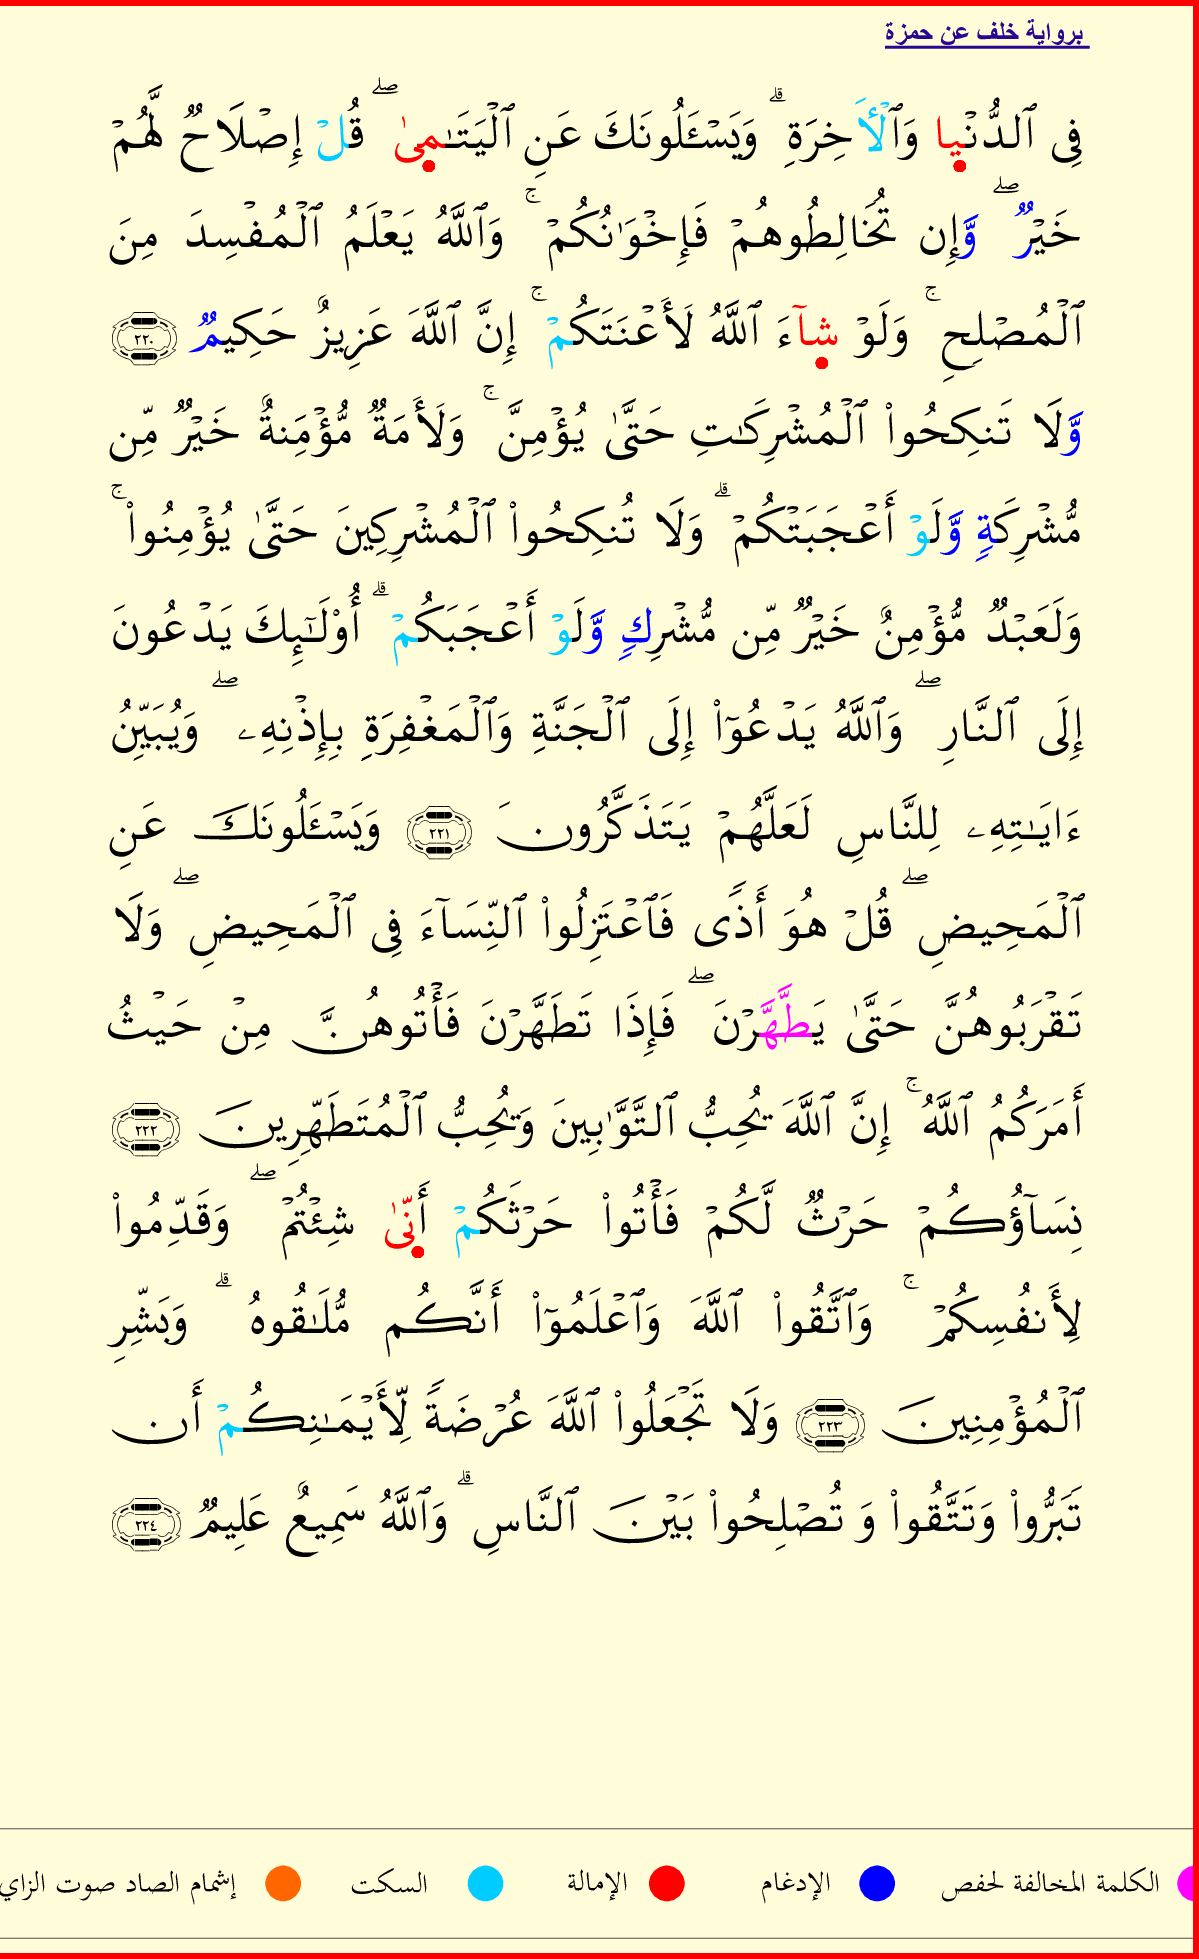 برواية خلف عن حمزة
فِى ٱلدُّنْيا وَٱلْأَخِرَةِ ۗ وَيَسْـَٔلُونَكَ عَنِ ٱلْيَتَـٰمىٰ ۖ قُلْ إِصْلَاحٌ لَّهُمْ
خَيْرٌ ۖ وَّإِن تُخَالِطُوهُمْ فَإِخْوَٰنُكُمْ ۚ وَٱللَّهُ يَعْلَمُ ٱلْمُفْسِدَ مِنَ
ٱلْمُصْلِحِ ۚ وَلَوْ شآءَ ٱللَّهُ لَأَعْنَتَكُمْ ۚ إِنَّ ٱللَّهَ عَزِيزٌ حَكِيمٌ ٢٢٠
وَّلَا تَنكِحُوا۟ ٱلْمُشْرِكَـٰتِ حَتَّىٰ يُؤْمِنَّ ۚ وَلَأَمَةٌ مُّؤْمِنَةٌ خَيْرٌ مِّن
مُّشْرِكَةٍ وَّلَوْ أَعْجَبَتْكُمْ ۗ وَلَا تُنكِحُوا۟ ٱلْمُشْرِكِينَ حَتَّىٰ يُؤْمِنُوا۟ ۚ
وَلَعَبْدٌ مُّؤْمِنٌ خَيْرٌ مِّن مُّشْرِكٍ وَّلَوْ أَعْجَبَكُمْ ۗ أُو۟لَـٰٓئِكَ يَدْعُونَ
إِلَى ٱلنَّارِ ۖ وَٱللَّهُ يَدْعُوٓا۟ إِلَى ٱلْجَنَّةِ وَٱلْمَغْفِرَةِ بِإِذْنِهِۦ ۖ وَيُبَيِّنُ
ءَايَـٰتِهِۦ لِلنَّاسِ لَعَلَّهُمْ يَتَذَكَّرُونَ ٢٢١ وَيَسْـَٔلُونَكَ عَنِ
ٱلْمَحِيضِ ۖ قُلْ هُوَ أَذًى فَٱعْتَزِلُوا۟ ٱلنِّسَآءَ فِى ٱلْمَحِيضِ ۖ وَلَا
تَقْرَبُوهُنَّ حَتَّىٰ يَطَّهَّرْنَ ۖ فَإِذَا تَطَهَّرْنَ فَأْتُوهُنَّ مِنْ حَيْثُ
أَمَرَكُمُ ٱللَّهُ ۚ إِنَّ ٱللَّهَ يُحِبُّ ٱلتَّوَّٰبِينَ وَيُحِبُّ ٱلْمُتَطَهِّرِينَ ٢٢٢
نِسَآؤُكُمْ حَرْثٌ لَّكُمْ فَأْتُوا۟ حَرْثَكُمْ أَنّىٰ شِئْتُمْ ۖ وَقَدِّمُوا۟
لِأَنفُسِكُمْ ۚ وَٱتَّقُوا۟ ٱللَّهَ وَٱعْلَمُوٓا۟ أَنَّكُم مُّلَـٰقُوهُ ۗ وَبَشِّرِ
ٱلْمُؤْمِنِينَ ٢٢٣ وَلَا تَجْعَلُوا۟ ٱللَّهَ عُرْضَةً لِّأَيْمَـٰنِكُمْ أَن
تَبَرُّوا۟ وَتَتَّقُوا۟ وَتُصْلِحُوا۟ بَيْنَ ٱلنَّاسِ ۗ وَٱللَّهُ سَمِيعٌ عَلِيمٌ ٢٢٤
الكلمة المخالفة لحفص الإدغام الإمالة السكت إشمام الصاد صوت الزاي